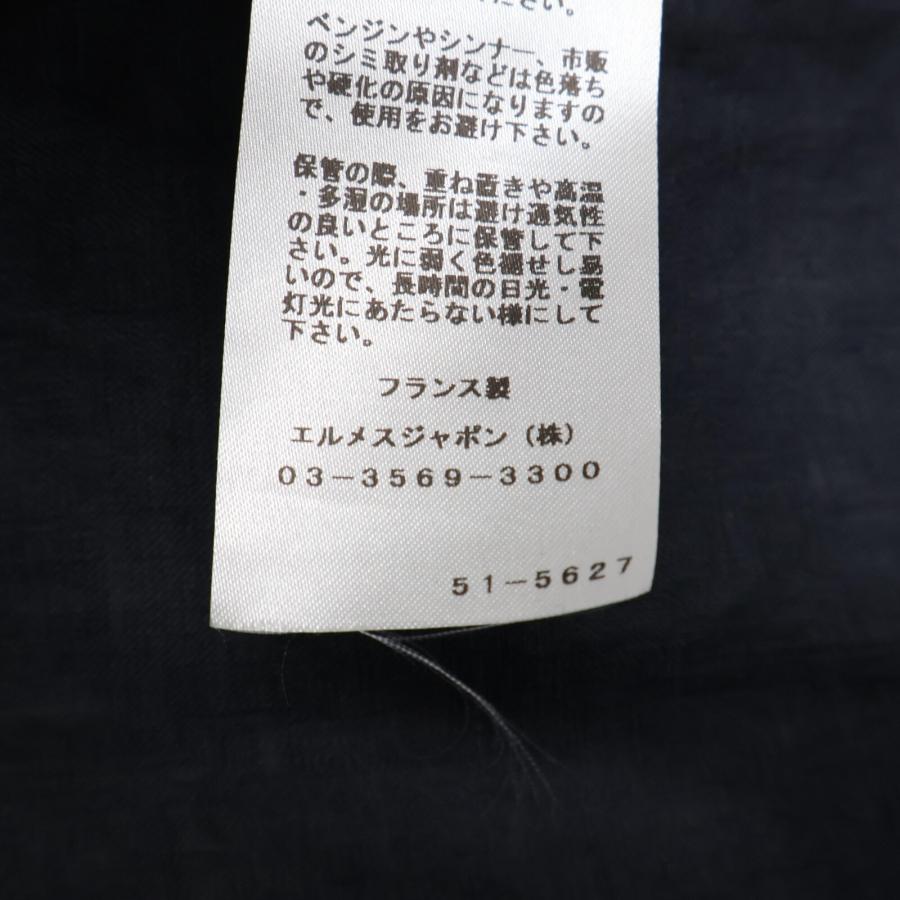 ださい。
ベンジンやシンナー、市販
のシミ取り剤などは色落ち
や硬化の原因になりますの
で、使用をお避け下さい。
保管の際、重ね置きや高温
・多湿の場所は避け通気性
の良いところに保管して下
さい。光に弱く色褪せし易
いので、長時間の日光・電
灯光にあたらない様にして
下さい。
フランス製
エルメスジャポン（株）
03-3569-3300
51-5627